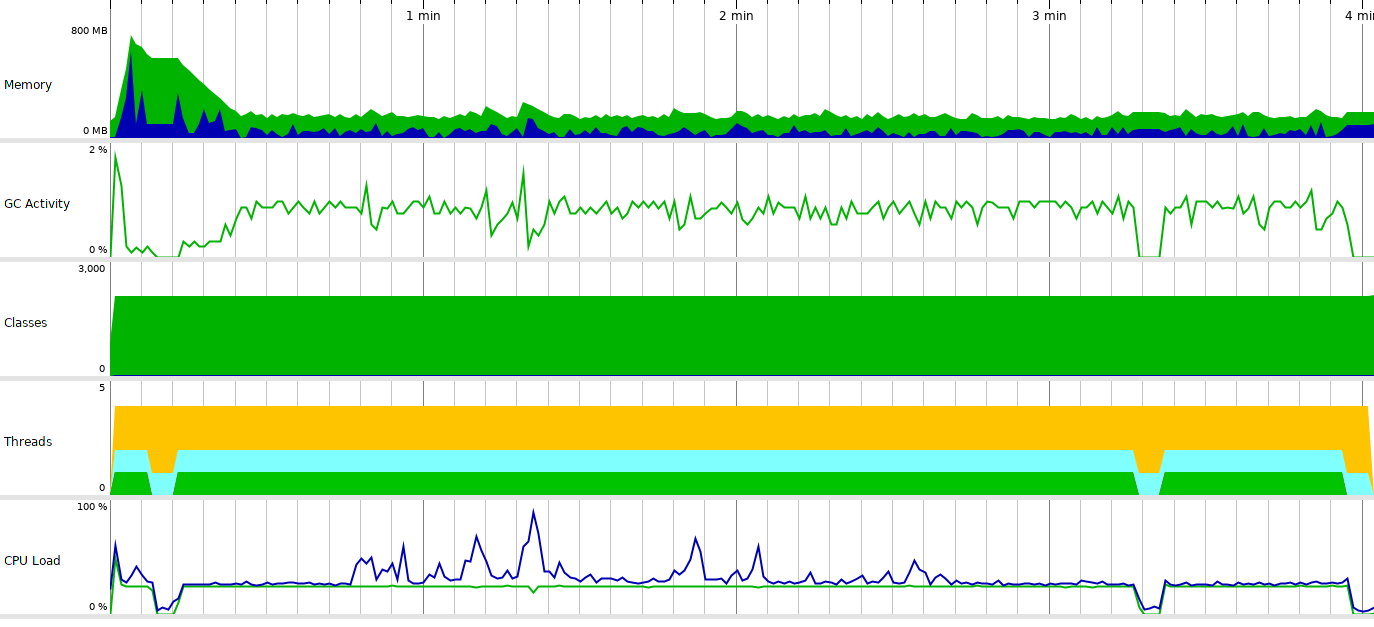 1 min
2 min
3 min
4 min
800 MB
Memory
0 MB
2 %
GC Activity
0 %
3,000
Classes
0
5
Threads
0
100 %
CPU Load
0 %